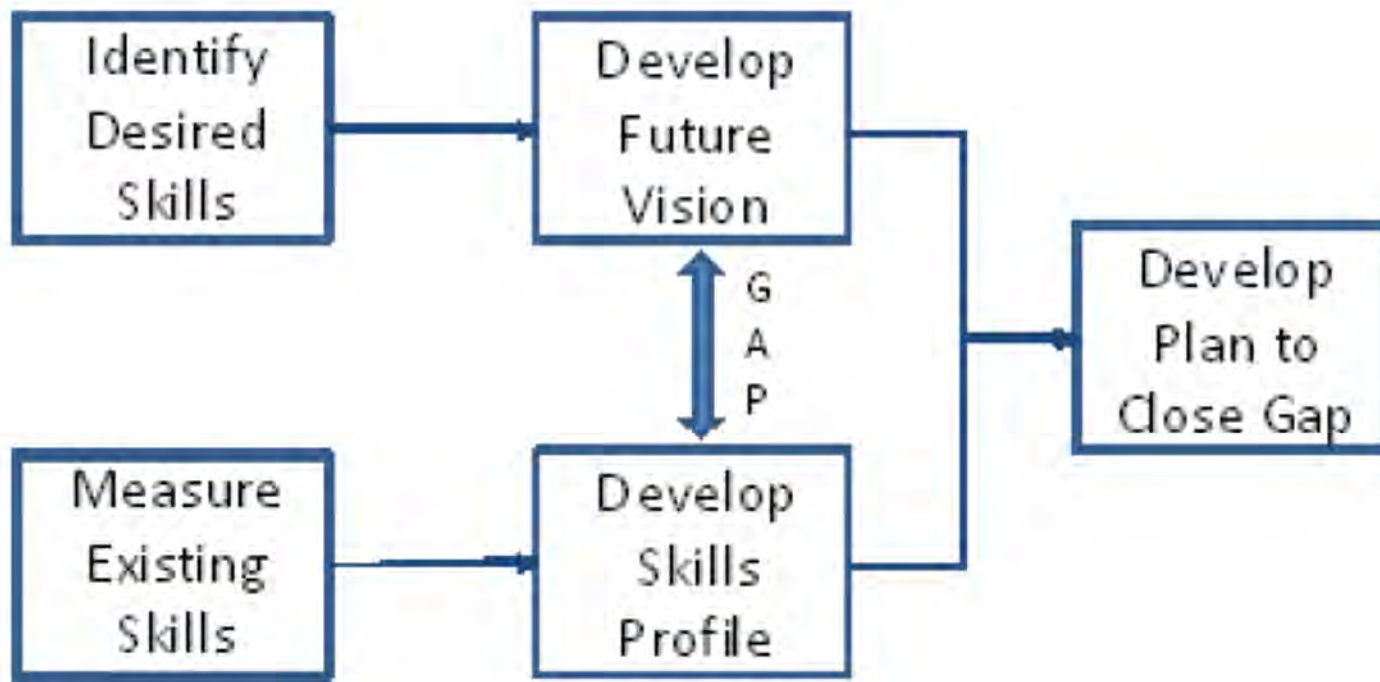 Identify
Desired
Skills
Develop
Future
Vision
G
A
P
Develop
Plan to
Close Gap
Measure
Existing
Skills
Develop
Skills
Profile